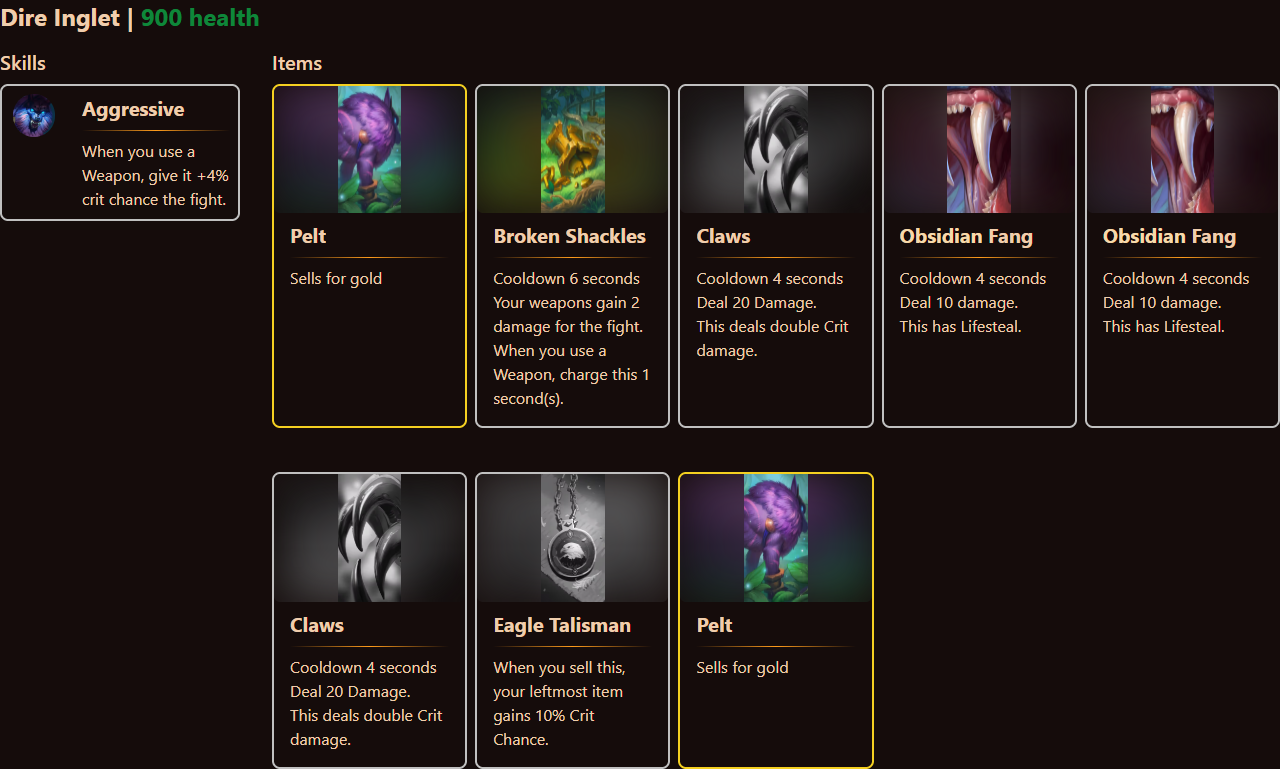 Dire Inglet | 900 health
Skills
Aggressive
When you use a
Weapon, give it +4%
crit chance the fight.
Items
Pelt
Sells for gold
Broken Shackles
Cooldown 6 seconds
Your weapons gain 2
damage for the fight.
When you use a
Weapon, charge this 1
second(s).
Claws
Cooldown 4 seconds
Deal 20 Damage.
This deals double Crit
damage.
Obsidian Fang
Cooldown 4 seconds
Deal 10 damage.
This has Lifesteal.
Obsidian Fang
Cooldown 4 seconds
Deal 10 damage.
This has Lifesteal.
Claws
Cooldown 4 seconds
Deal 20 Damage.
This deals double Crit
damage.
Eagle Talisman
When you sell this,
your leftmost item
gains 10% Crit
Chance.
Pelt
Sells for gold